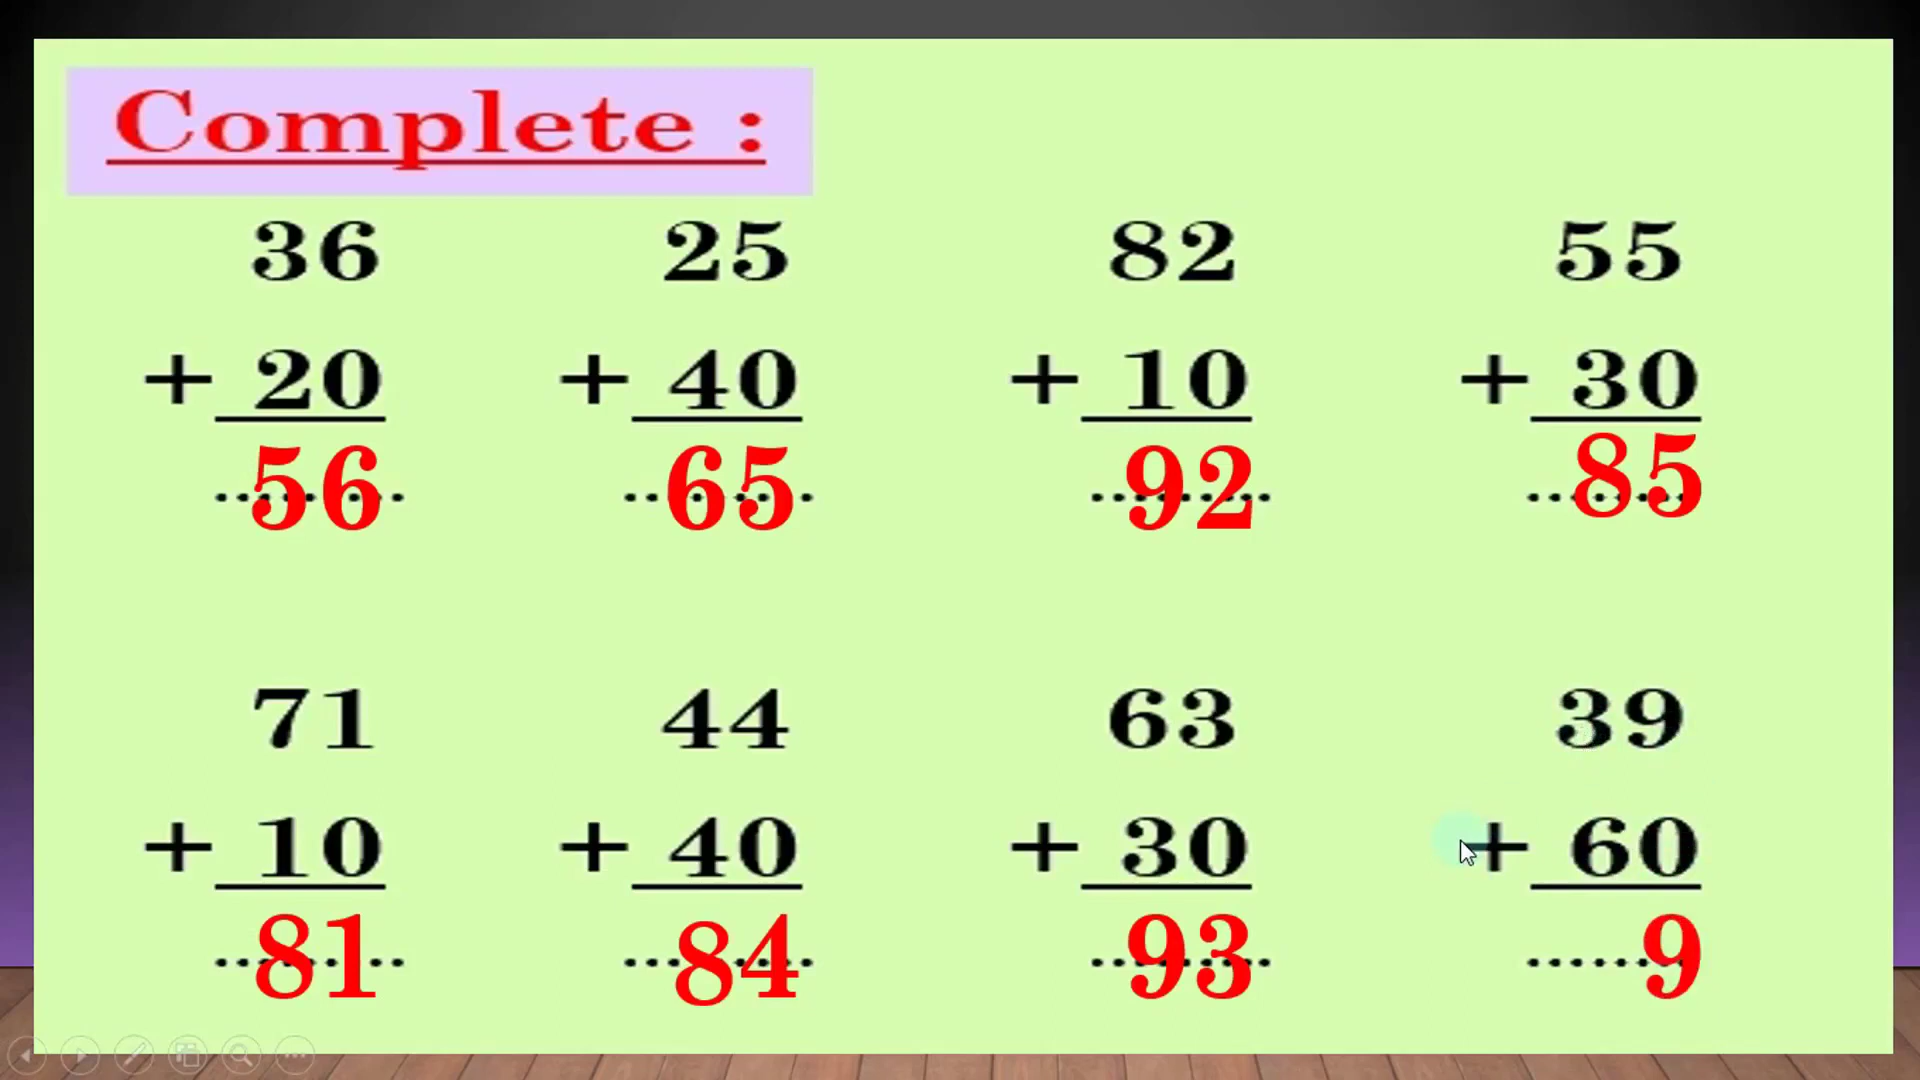 Complete :
36 25 82 55
+ 20 + 40 + 10 + 30
56 65 92 85
71 44 63 39
+ 10 + 40 + 30 + 60
81 84 93 9